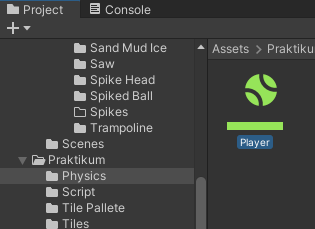 Project
Console
Sand Mud Ice
Saw
Spike Head
Spiked Ball
Spikes
Trampoline
Scenes
Praktikum
Physics
Script
Tile Pallete
Tiles
Assets > Praktiku
Player